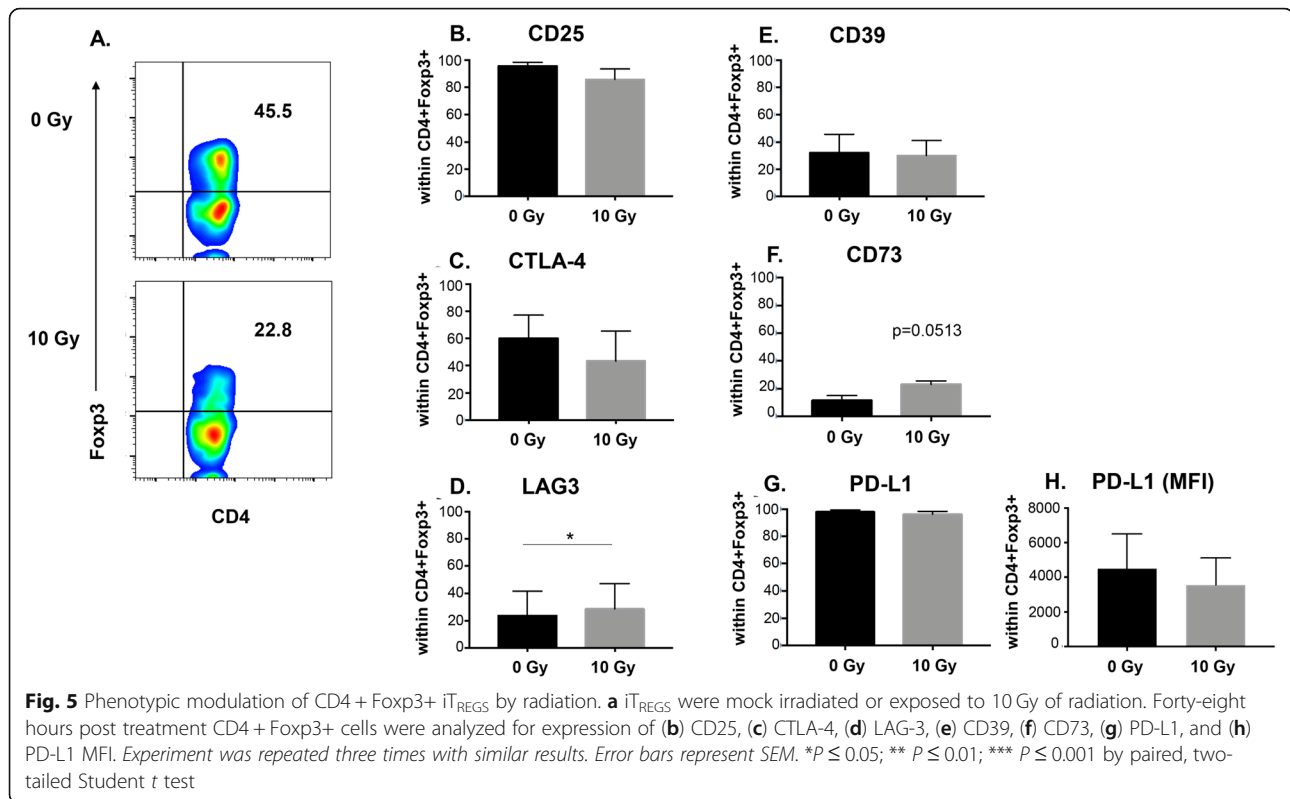 A.
0 Gy
45.5
10 Gy
22.8
Foxp3
CD4
B. CD25
within CD4+Foxp3+
100
80
60
40
20
0
0 Gy 10 Gy
C. CTLA-4
within CD4+Foxp3+
100
80
60
40
20
0
0 Gy 10 Gy
D. LAG3
within CD4+Foxp3+
100
80
60
40
20
0
*
0 Gy 10 Gy
E. CD39
within CD4+Foxp3+
100
80
60
40
20
0
0 Gy 10 Gy
F. CD73
within CD4+Foxp3+
100
80
60
40
20
0
p=0.0513
0 Gy 10 Gy
G. PD-L1
within CD4+Foxp3+
100
80
60
40
20
0
0 Gy 10 Gy
H. PD-L1 (MFI)
within CD4+Foxp3+
8000
6000
4000
2000
0
0 Gy 10 Gy
Fig. 5 Phenotypic modulation of CD4 + Foxp3+ iTREGS by radiation. a iTREGS were mock irradiated or exposed to 10 Gy of radiation. Forty-eight
hours post treatment CD4 + Foxp3+ cells were analyzed for expression of (b) CD25, (c) CTLA-4, (d) LAG-3, (e) CD39, (f) CD73, (g) PD-L1, and (h)
PD-L1 MFI. Experiment was repeated three times with similar results. Error bars represent SEM. *P ≤ 0.05; ** P ≤ 0.01; *** P ≤ 0.001 by paired, two-
tailed Student t test